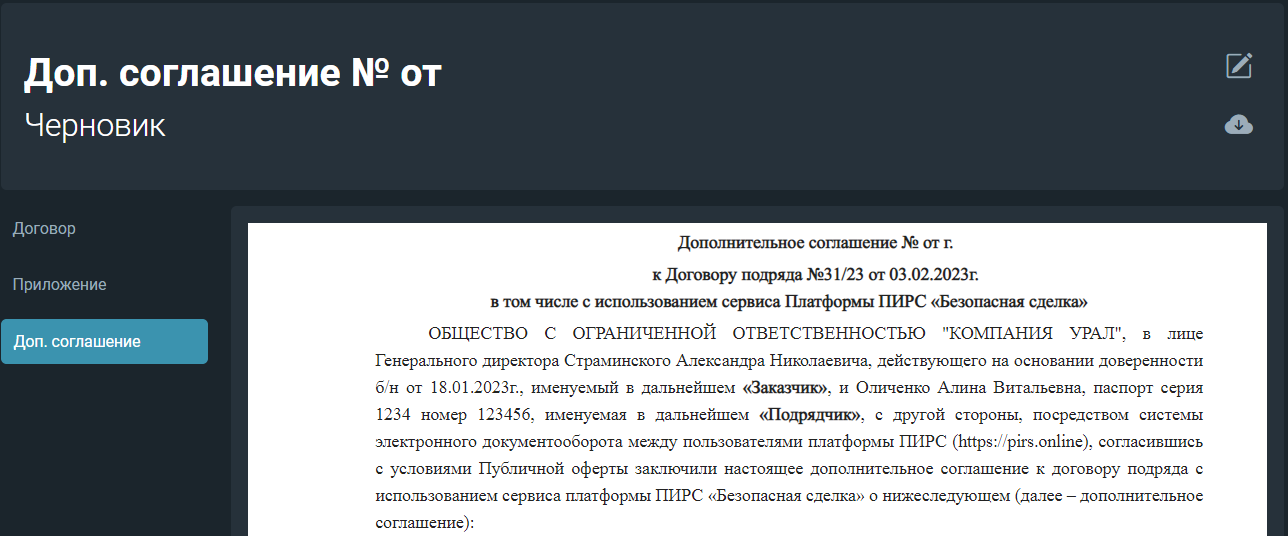 Доп. соглашение № от
Черновик
Договор
Приложение
Доп. соглашение
Дополнительное соглашение № от г.
к Договору подряда №31/23 от 03.02.2023г.
в том числе с использованием сервиса Платформы ПИРС «Безопасная сделка»
ОБЩЕСТВО С ОГРАНИЧЕННОЙ ОТВЕТСТВЕННОСТЬЮ "КОМПАНИЯ УРАЛ", в лице
Генерального директора Страминского Александра Николаевича, действующего на основании доверенности
б/н от 18.01.2023г., именуемый в дальнейшем «Заказчик», и Оличенко Алина Витальевна, паспорт серия
1234 номер 123456, именуемая в дальнейшем «Подрядчик», с другой стороны, посредством системы
электронного документооборота между пользователями платформы ПИРС (https://pirs.online), согласившись
с условиями Публичной оферты заключили настоящее дополнительное соглашение к договору подряда с
использованием сервиса платформы ПИРС «Безопасная сделка» о нижеследующем (далее – дополнительное
соглашение):